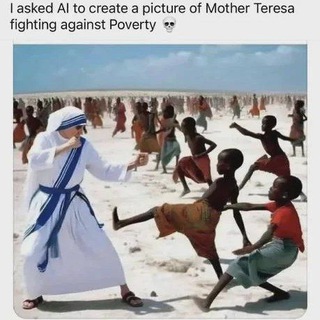 I asked AI to create a picture of Mother Teresa
fighting against Poverty 💀